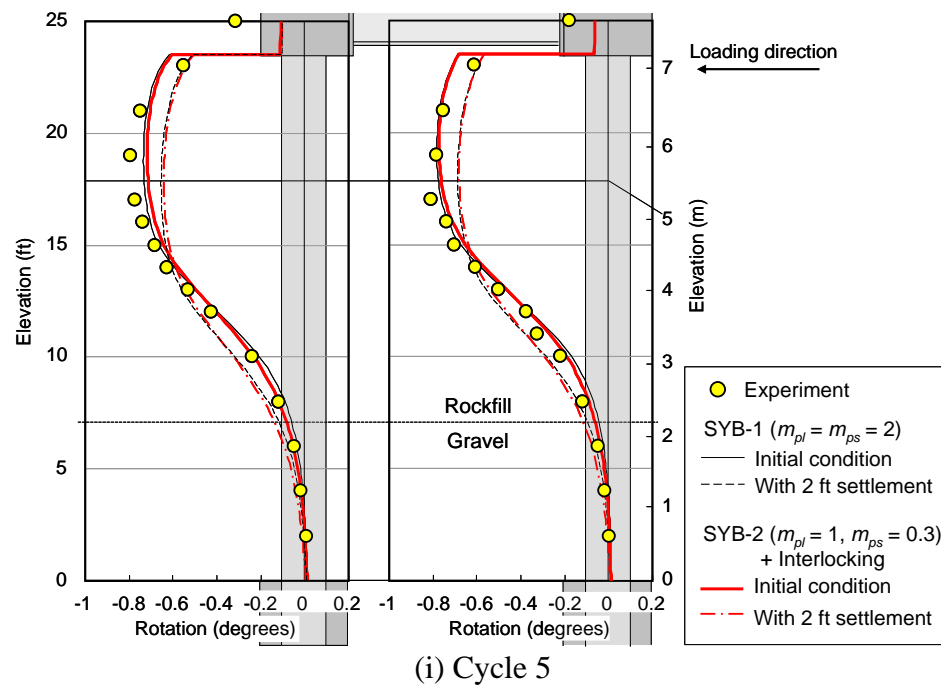 25
20
15
10
5
0
Elevation (ft)
-1
-0.8
-0.6
-0.4
-0.2
0
0.2
Rotation (degrees)
-1
-0.8
-0.6
-0.4
-0.2
0
0.2
Rotation (degrees)
Rockfill
Gravel
7
6
5
4
3
2
1
0
Elevation (m)
Loading direction
Experiment
SYB-1 (mpl = mps = 2)
Initial condition
With 2 ft settlement
SYB-2 (mpl = 1, mps = 0.3)
+ Interlocking
Initial condition
With 2 ft settlement
(i) Cycle 5